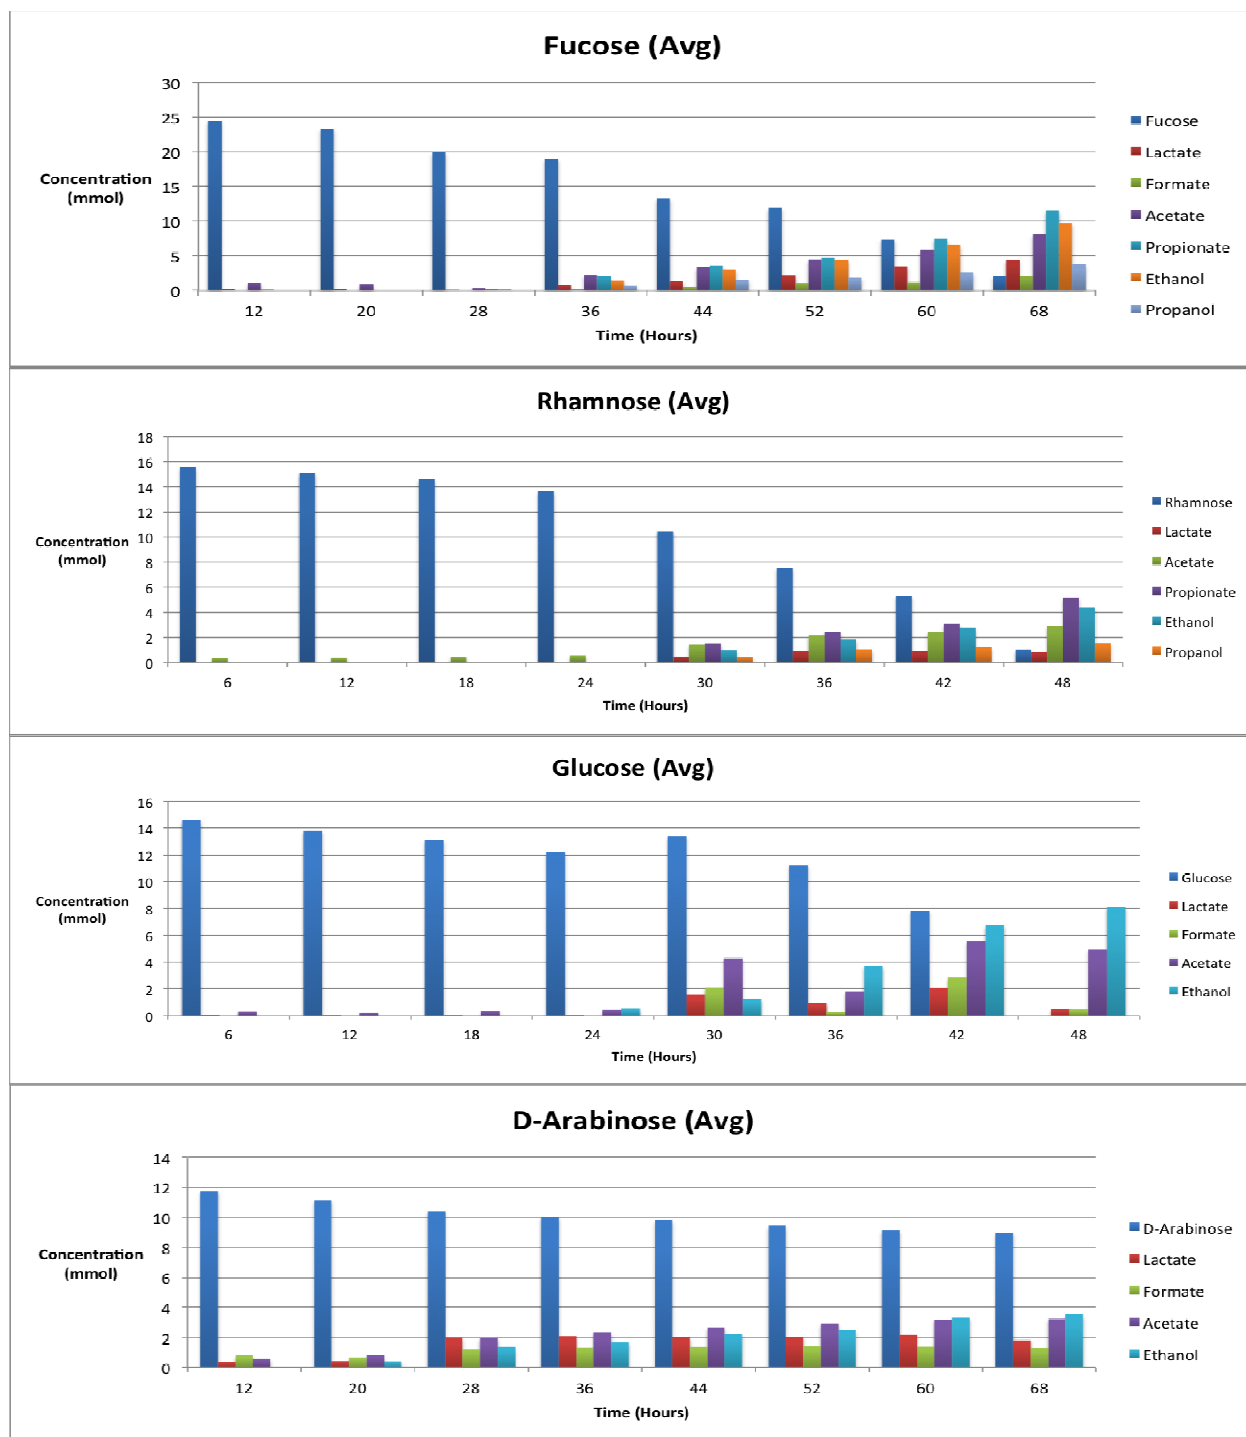 Fucose (Avg)
30
25
20
15
10
5
0
Concentration
(mmol)
12 20 28 36 44 52 60 68
Time (Hours)
Fucose
Lactate
Formate
Acetate
Propionate
Ethanol
Propanol
Rhamnose (Avg)
18
16
14
12
10
8
6
4
2
0
Concentration
(mmol)
6 12 18 24 30 36 42 48
Time (Hours)
Rhamnose
Lactate
Acetate
Propionate
Ethanol
Propanol
Glucose (Avg)
16
14
12
10
8
6
4
2
0
Concentration
(mmol)
6 12 18 24 30 36 42 48
Time (Hours)
Glucose
Lactate
Formate
Acetate
Ethanol
D-Arabinose (Avg)
14
12
10
8
6
4
2
0
Concentration
(mmol)
12 20 28 36 44 52 60 68
Time (Hours)
D-Arabinose
Lactate
Formate
Acetate
Ethanol